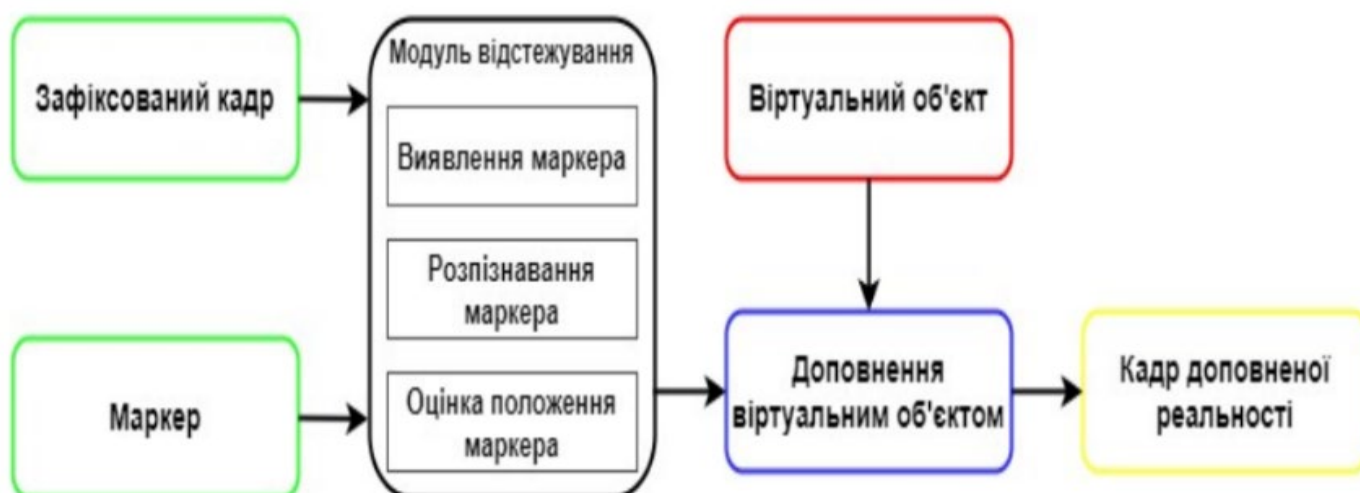 Зафіксований кадр
Модуль відстежування
Виявлення маркера
Розпізнавання
маркера
Оцінка положення
маркера
Маркер
Віртуальний об'єкт
Доповнення
віртуальним об'єктом
Кадр доповненої
реальності